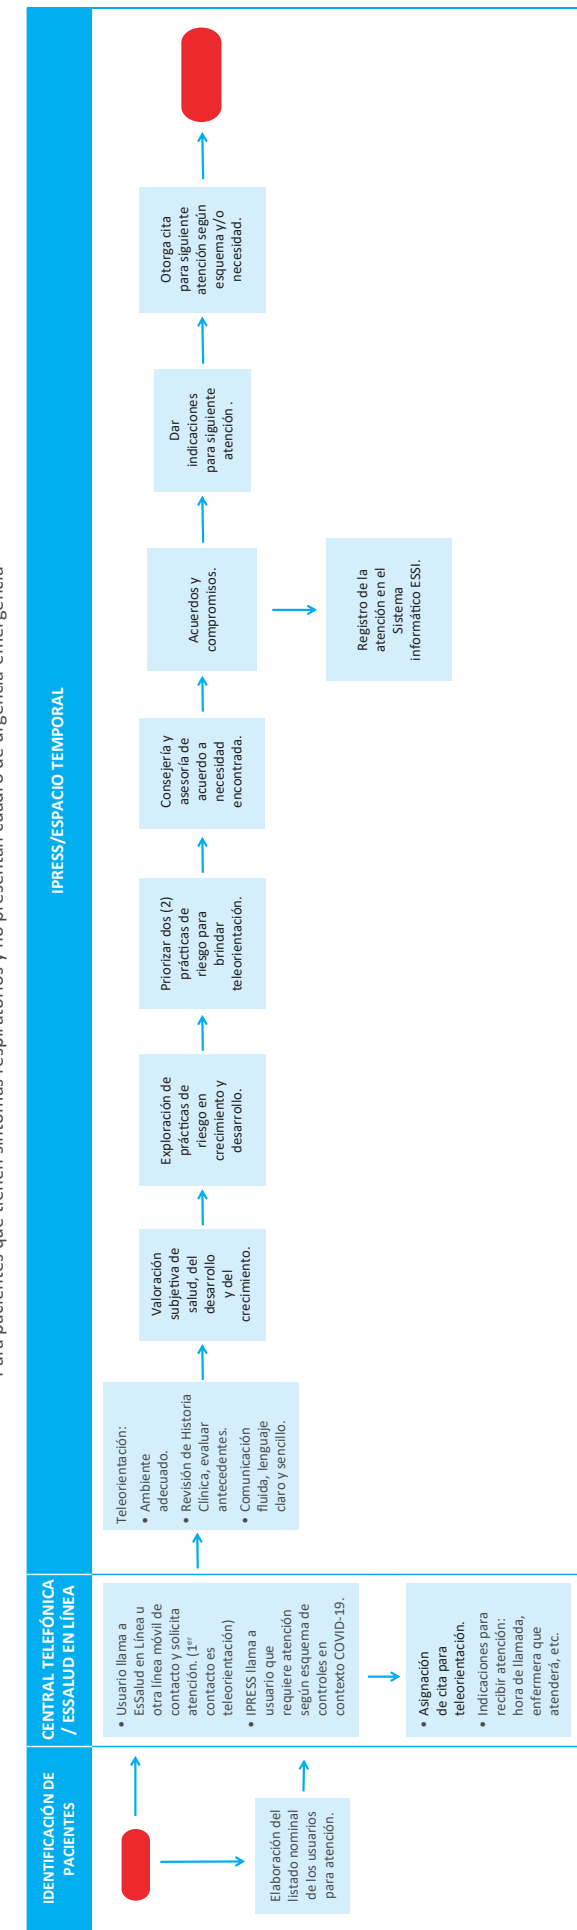 IDENTIFICACIÓN DE
PACIENTES
CENTRAL TELEFÓNICA
/ ESSALUD EN LÍNEA
IPRESS/ESPACIO TEMPORAL
Elaboración del
listado nominal
de los usuarios
para atención.
• Usuario llama a
EsSalud en Línea u
otra línea móvil de
contacto y solicita
atención. (1er
contacto es
teleorientación)
• IPRESS llama a
usuario que
requiere atención
según esquema de
controles en
contexto COVID-19.
• Asignación
de cita para
teleorientación.
• Indicaciones para
recibir atención:
hora de llamada,
enfermera que
atenderá, etc.
Teleorientación:
• Ambiente
adecuado.
• Revisión de Historia
Clínica, evaluar
antecedentes.
• Comunicación
fluida, lenguaje
claro y sencillo.
Valoración
subjetiva de
salud, del
desarrollo
y del
crecimiento.
Exploración de
prácticas de
riesgo en
crecimiento y
desarrollo.
Priorizar dos (2)
prácticas de
riesgo para
brindar
teleorientación.
Consejería y
asesoría de
acuerdo a
necesidad
encontrada.
Acuerdos y
compromisos.
Registro de la
atención en el
Sistema
informático ESSI.
Dar
indicaciones
para siguiente
atención .
Otorga cita
para siguiente
atención según
esquema y/o
necesidad.